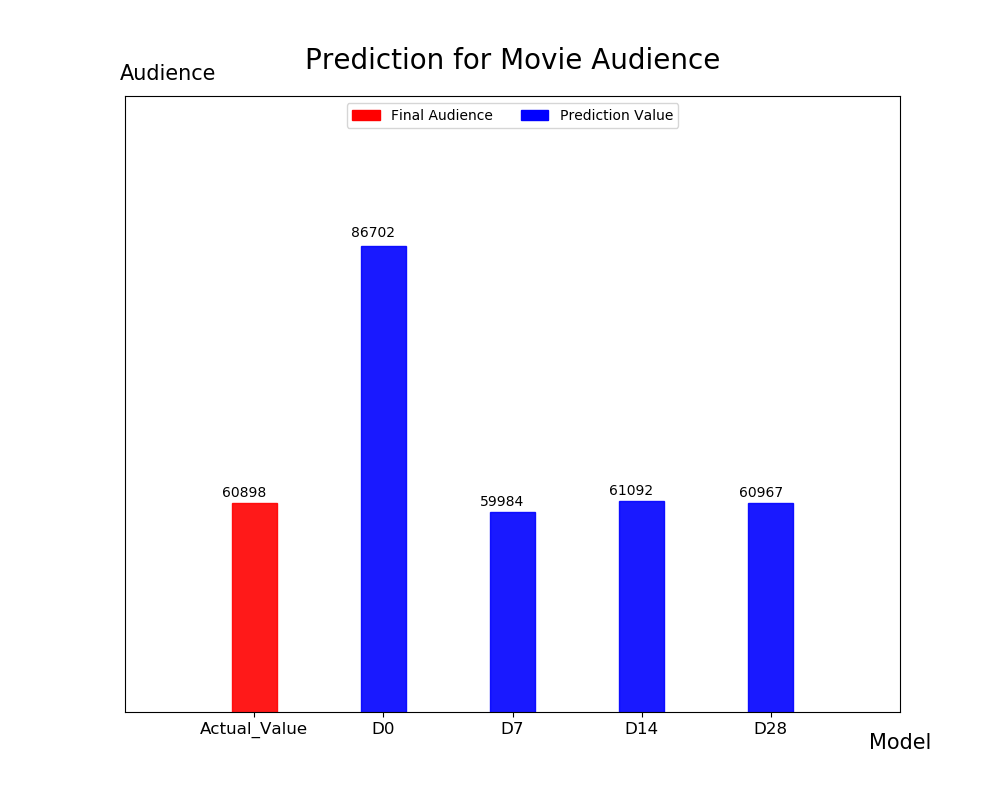 Prediction for Movie Audience
Audience
Final Audience Prediction Value
86702
60898
59984
61092
60967
Actual_Value D0 D7 D14 D28
Model